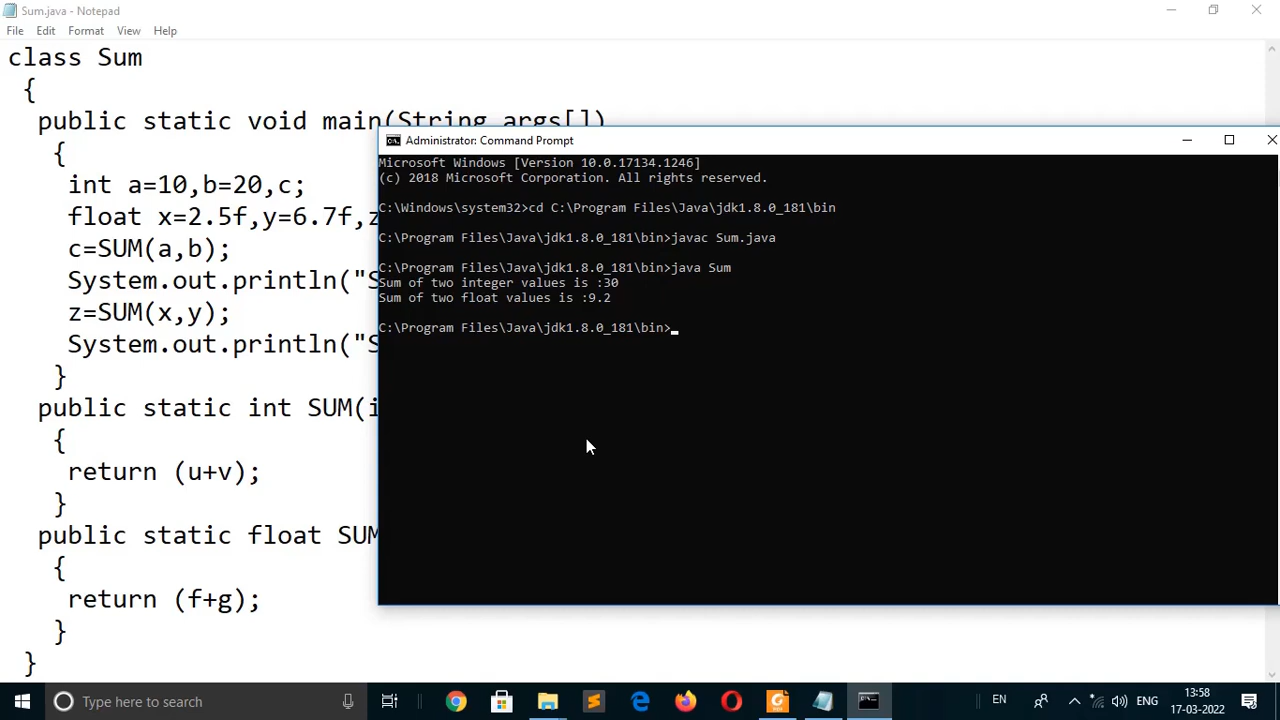 Sum.java - Notepad
File Edit Format View Help
class Sum
{
public static void main(String args[])
{
int a=10,b=20,c;
float x=2.5f,y=6.7f,z
c=SUM(a,b);
System.out.println("S
z=SUM(x,y);
System.out.println("S
}
public static int SUM(i
{
return (u+v);
}
public static float SUM
{
return (f+g);
}
}
Administrator: Command Prompt
Microsoft Windows [Version 10.0.17134.1246]
(c) 2018 Microsoft Corporation. All rights reserved.
C:\Windows\system32>cd C:\Program Files\Java\jdk1.8.0_181\bin
C:\Program Files\Java\jdk1.8.0_181\bin>javac Sum.java
C:\Program Files\Java\jdk1.8.0_181\bin>java Sum
Sum of two integer values is :30
Sum of two float values is :9.2
C:\Program Files\Java\jdk1.8.0_181\bin>
Type here to search
EN
ENG
13:58
17-03-2022